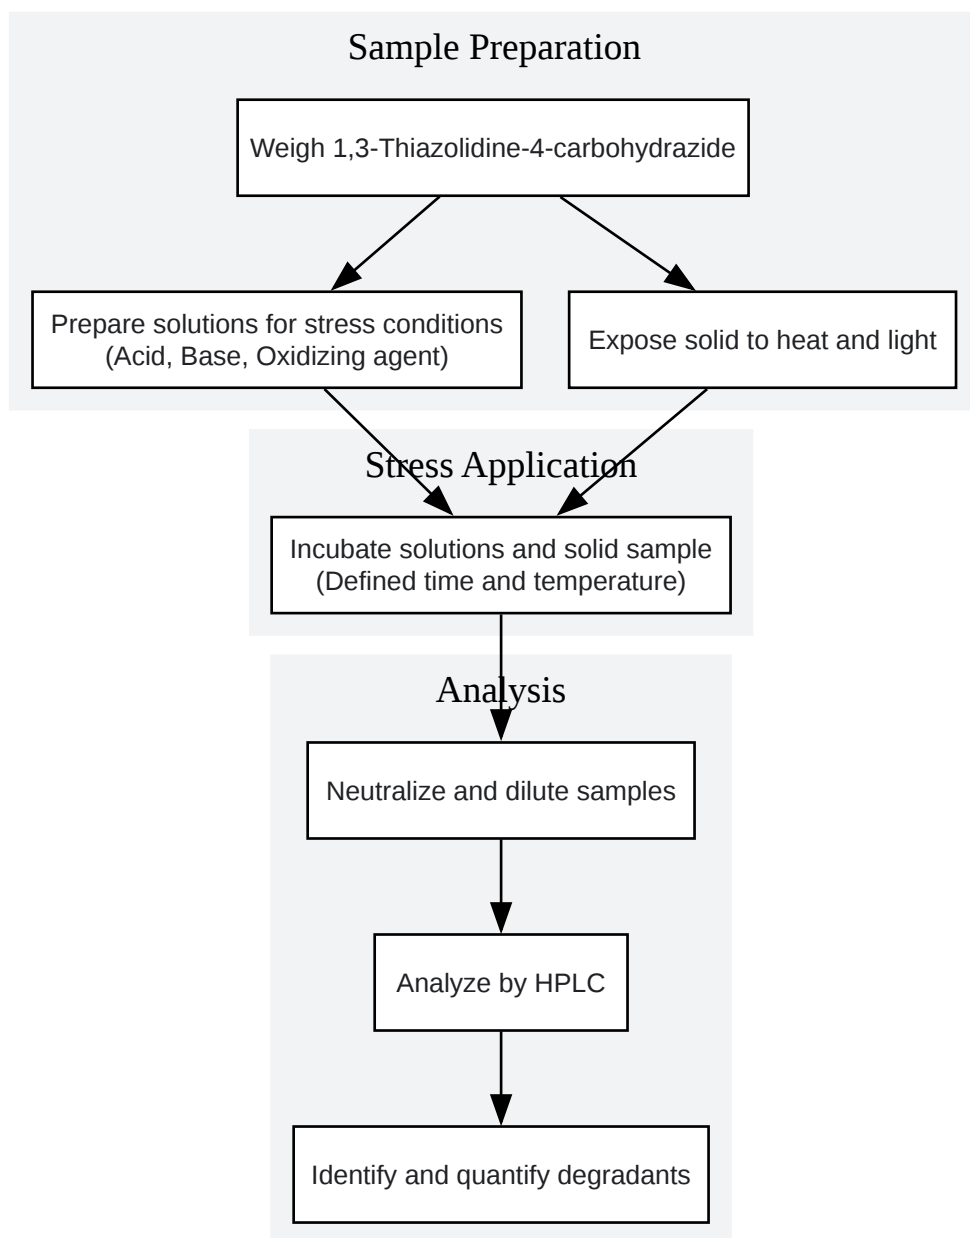 Sample Preparation
Weigh 1,3-Thiazolidine-4-carbohydrazide
Prepare solutions for stress conditions
(Acid, Base, Oxidizing agent)
Expose solid to heat and light
Stress Application
Incubate solutions and solid sample
(Defined time and temperature)
Analysis
Neutralize and dilute samples
Analyze by HPLC
Identify and quantify degradants